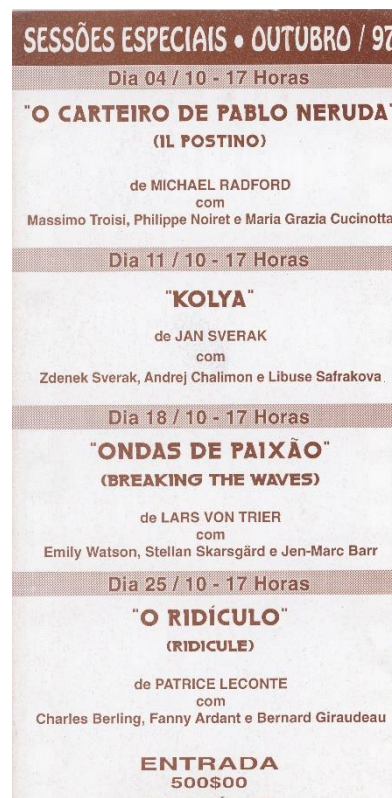 SESSÕES ESPECIAIS • OUTUBRO / 97
Dia 04 / 10 - 17 Horas
"O CARTEIRO DE PABLO NERUDA"
(IL POSTINO)
de MICHAEL RADFORD
com
Massimo Troisi, Philippe Noiret e Maria Grazia Cucinotta
Dia 11 / 10 - 17 Horas
"KOLYA"
de JAN SVERAK
com
Zdenek Sverak, Andrej Chalimon e Libuse Safrakova
Dia 18 / 10 - 17 Horas
"ONDAS DE PAIXÃO"
(BREAKING THE WAVES)
de LARS VON TRIER
com
Emily Watson, Stellan Skarsgärd e Jen-Marc Barr
Dia 25 / 10 - 17 Horas
"O RIDÍCULO"
(RIDICULE)
de PATRICE LECONTE
com
Charles Berling, Fanny Ardant e Bernard Giraudeau
ENTRADA
500$00